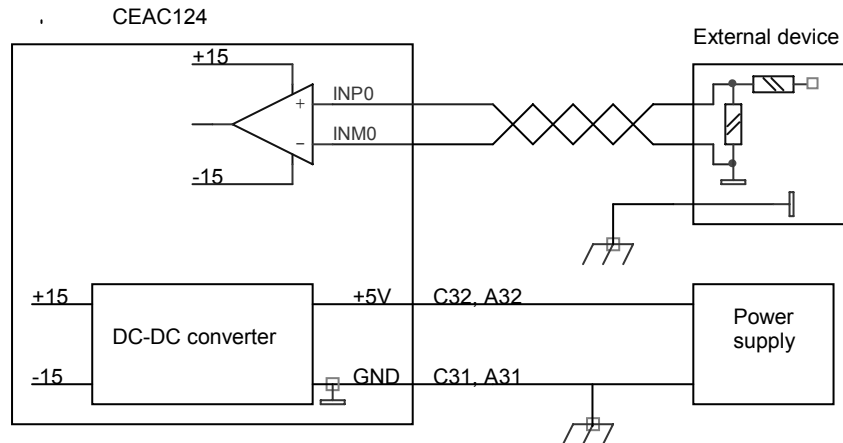 CEAC124
External device
+15
INP0
+
INM0
−
-15
+15
+5V
C32, A32
DC-DC converter
Power
supply
-15
GND
C31, A31